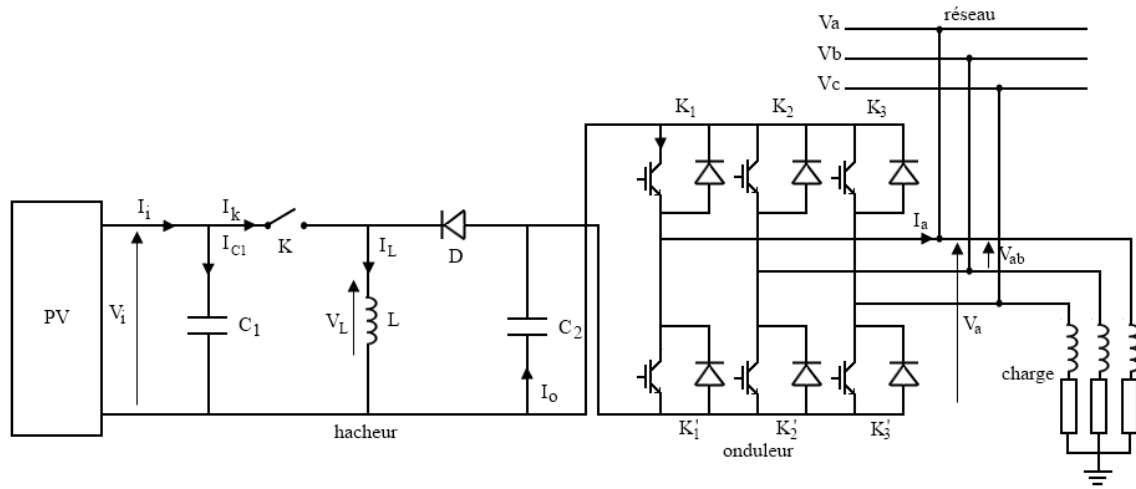 réseau
Va
Vb
Vc
K1 K2 K3
Ii
Ik
IC1
K
IL
D
Ia
Vab
PV
Vi
C1
VL
L
C2
Va
Io
charge
hacheur
K'1 K'2 K'3
onduleur